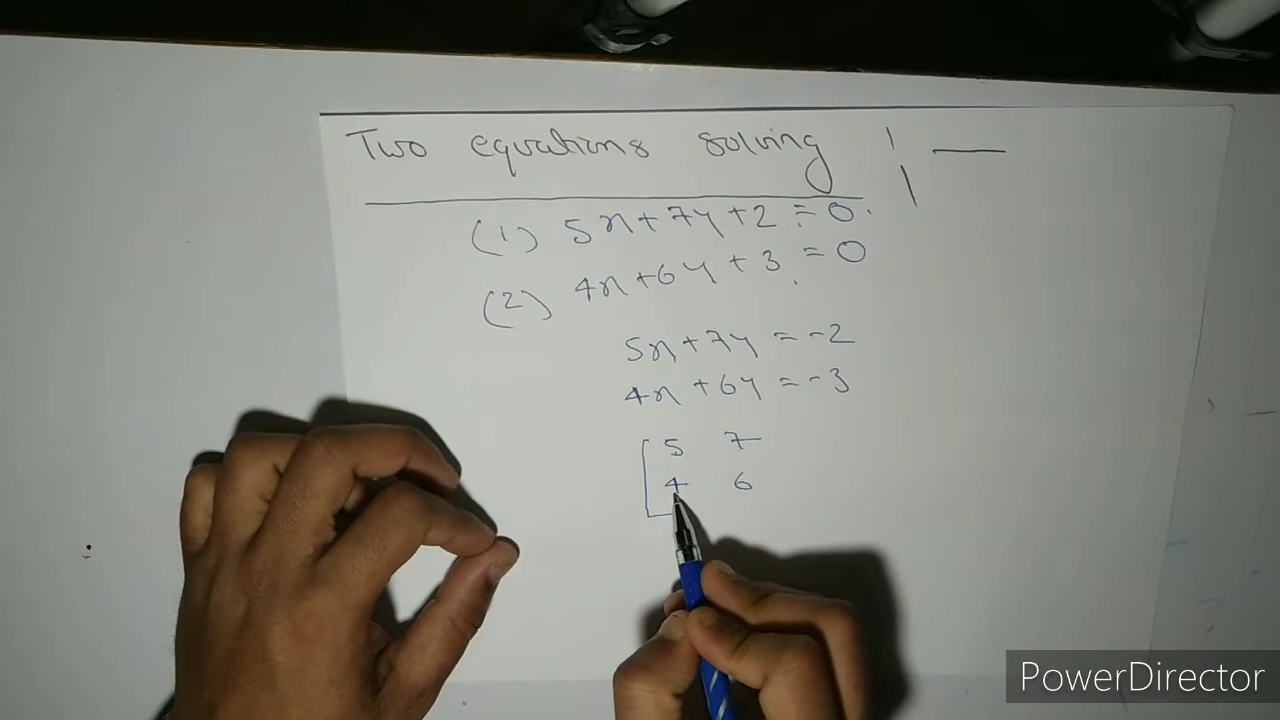 Two equations solving : —
(1) 5x+7y+2=0.
(2) 4x+6y+3=0
5x+7y=-2
4x+6y=-3
[5 7
4 6
PowerDirector